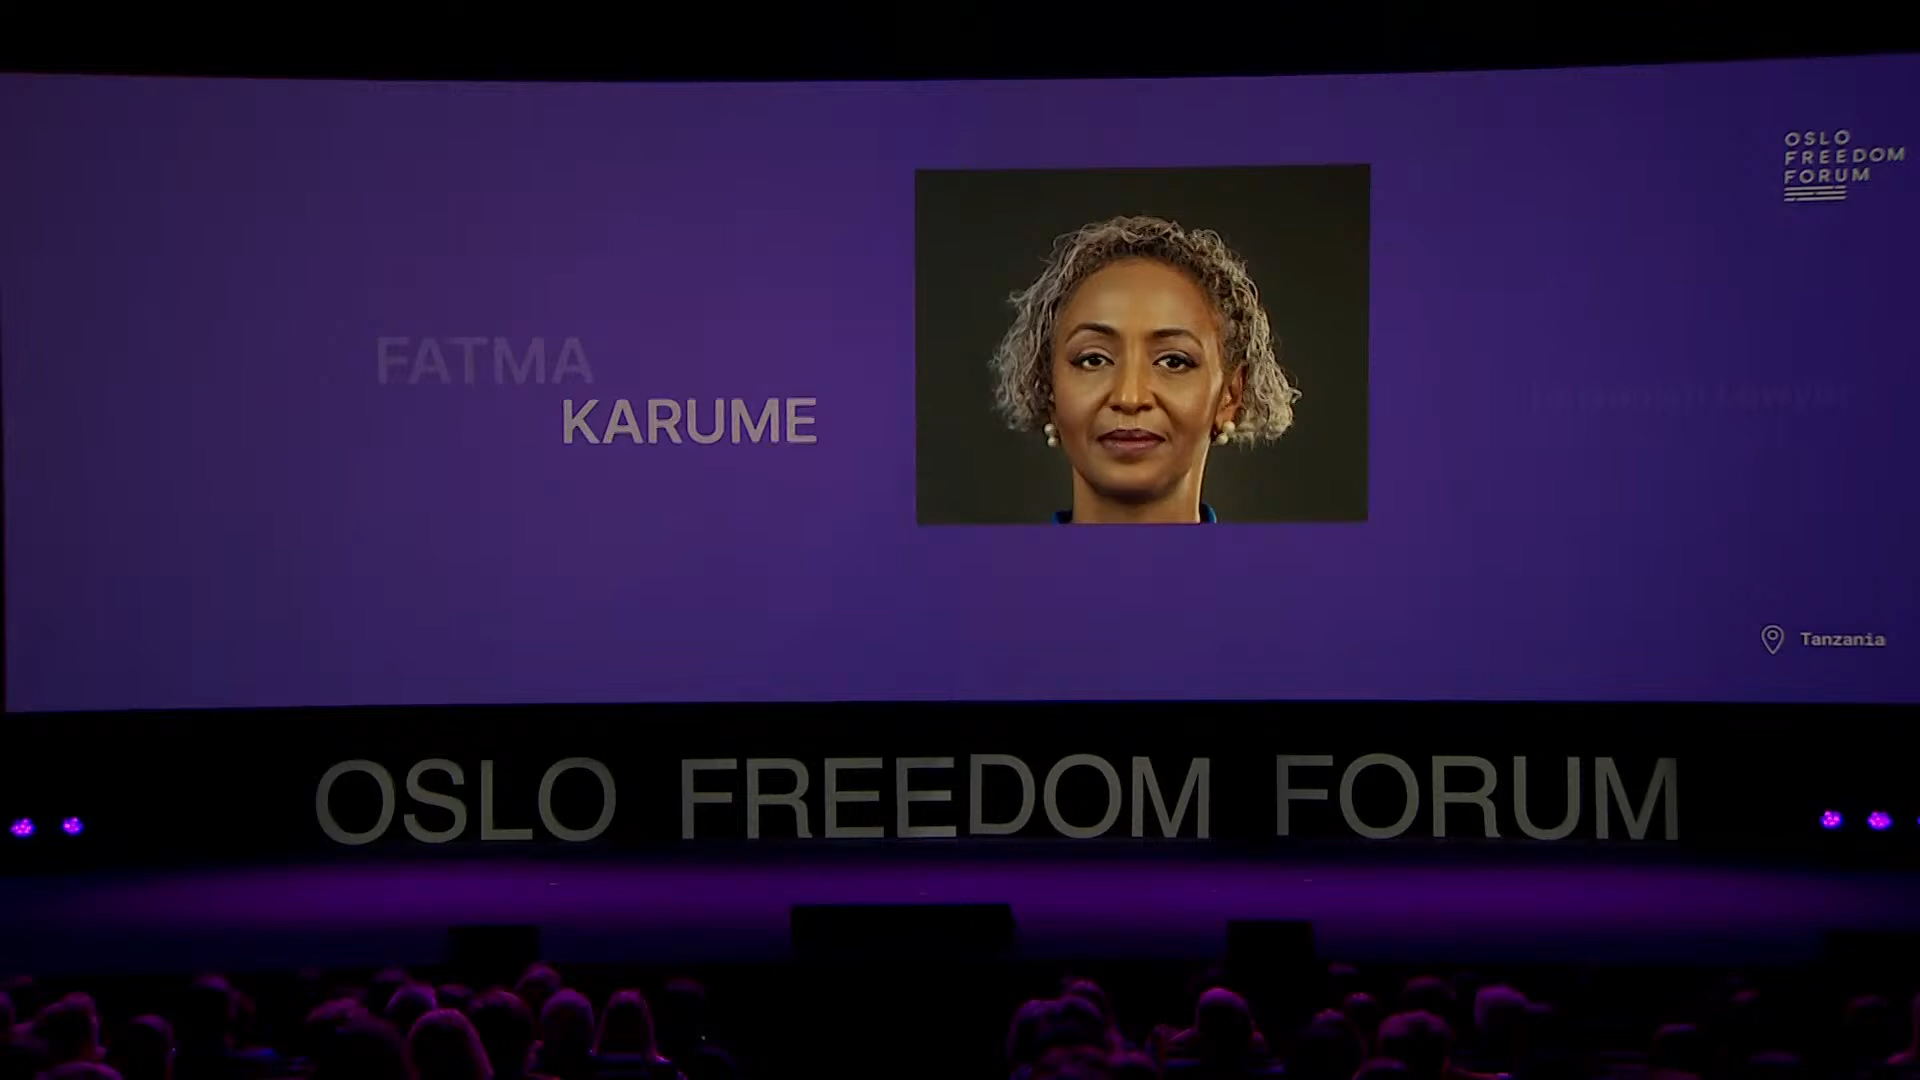 FATMA
KARUME
OSLO
FREEDOM
FORUM
Tanzania
OSLO FREEDOM FORUM